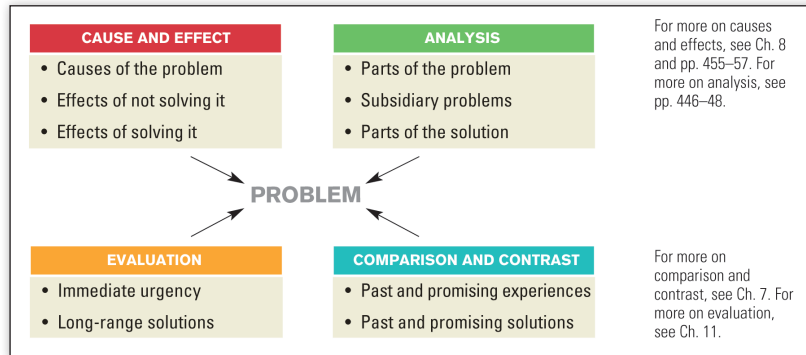 CAUSE AND EFFECT
• Causes of the problem
• Effects of not solving it
• Effects of solving it
ANALYSIS
• Parts of the problem
• Subsidiary problems
• Parts of the solution
For more on causes
and effects, see Ch. 8
and pp. 455–57. For
more on analysis, see
pp. 446–48.
PROBLEM
EVALUATION
• Immediate urgency
• Long-range solutions
COMPARISON AND CONTRAST
• Past and promising experiences
• Past and promising solutions
For more on
comparison and
contrast, see Ch. 7. For
more on evaluation,
see Ch. 11.